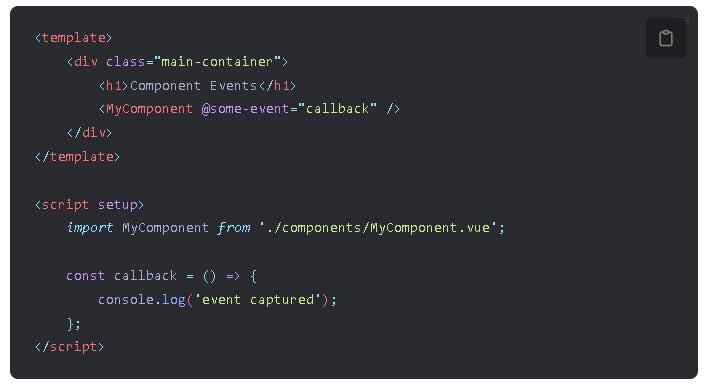 <template>
    <div class="main-container">
        <h1>Component Events</h1>
        <MyComponent @some-event="callback" />
    </div>
</template>

<script setup>
    import MyComponent from './components/MyComponent.vue';

    const callback = () => {
        console.log('event captured');
    };
</script>